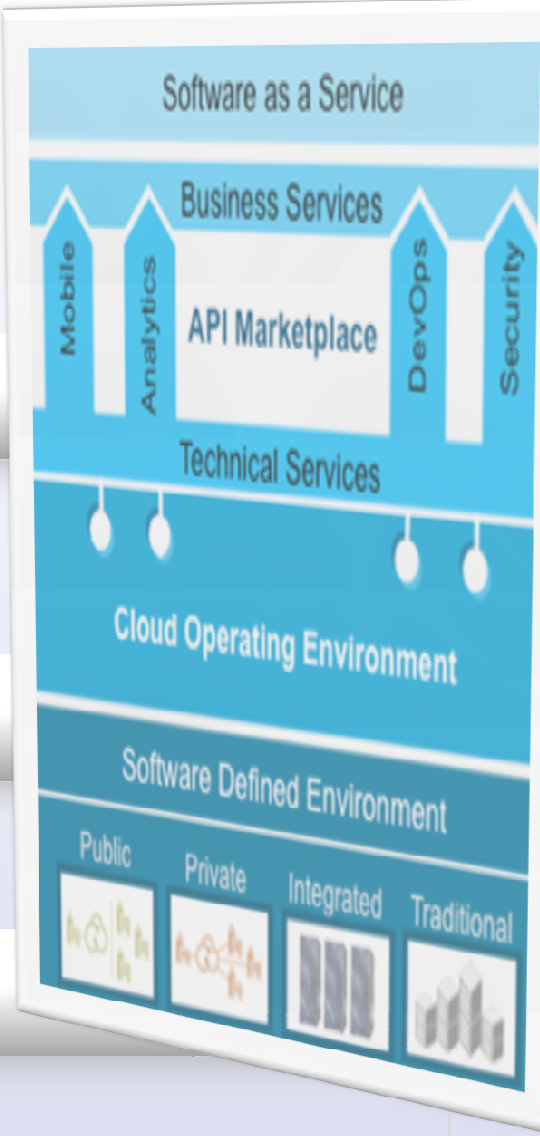 Software as a Service
Business Services
Mobile
Analytics
API Marketplace
DevOps
Security
Technical Services
Cloud Operating Environment
Software Defined Environment
Public
Private
Integrated
Traditional